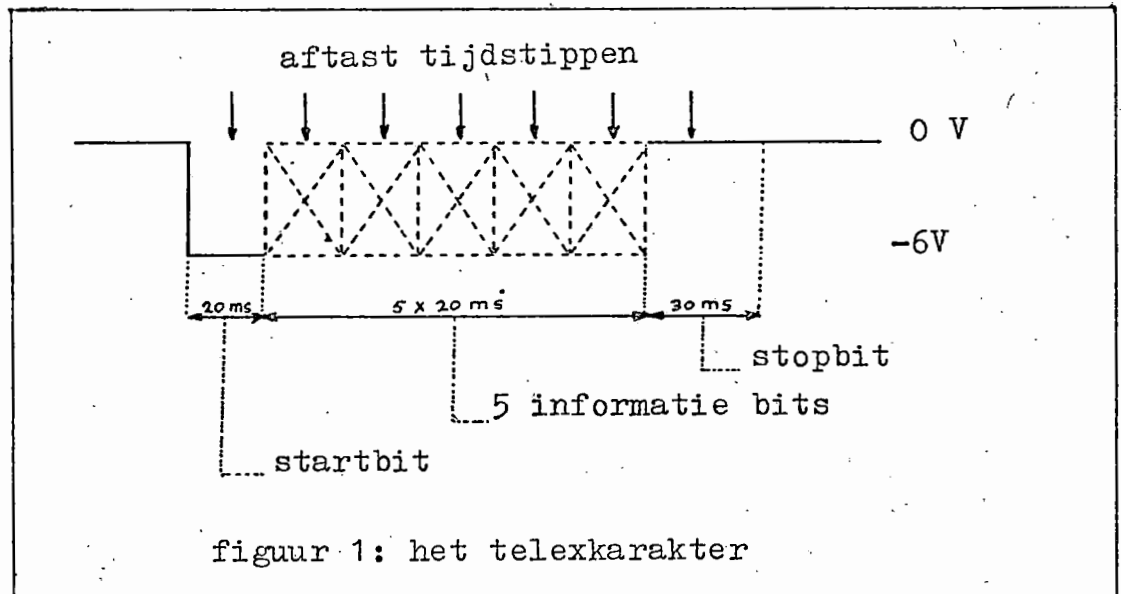 aftast tijdstippen
0 V
-6V
20 ms
5 x 20 ms
30 ms
stopbit
5 informatie bits
startbit
figuur 1: het telexkarakter